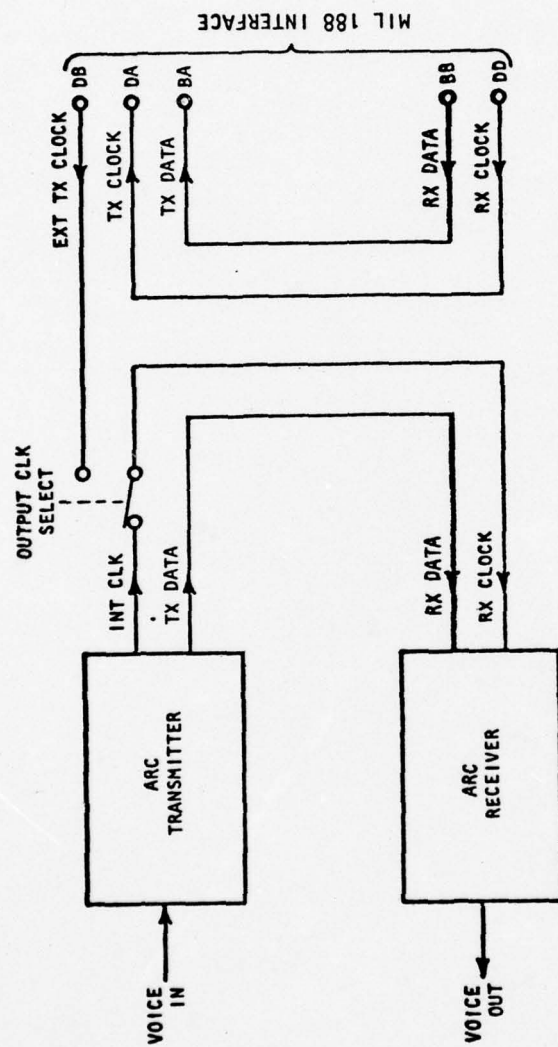 OUTPUT CLK
SELECT
EXT TX CLOCK
DB
INT CLK
TX CLOCK
DA
TX DATA
TX DATA
BA
VOICE
IN
ARC
TRANSMITTER
MIL 188 INTERFACE
VOICE
OUT
ARC
RECEIVER
RX DATA
RX DATA
BB
RX CLOCK
RX CLOCK
DD